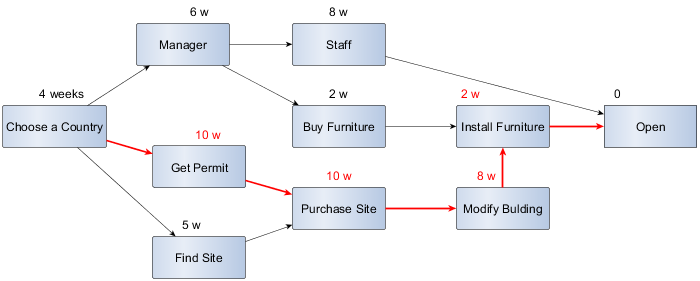 6 w
8 w
Manager
Staff
4 weeks
2 w
2 w
0
Choose a Country
Buy Furniture
Install Furniture
Open
10 w
Get Permit
10 w
8 w
Purchase Site
Modify Bulding
5 w
Find Site